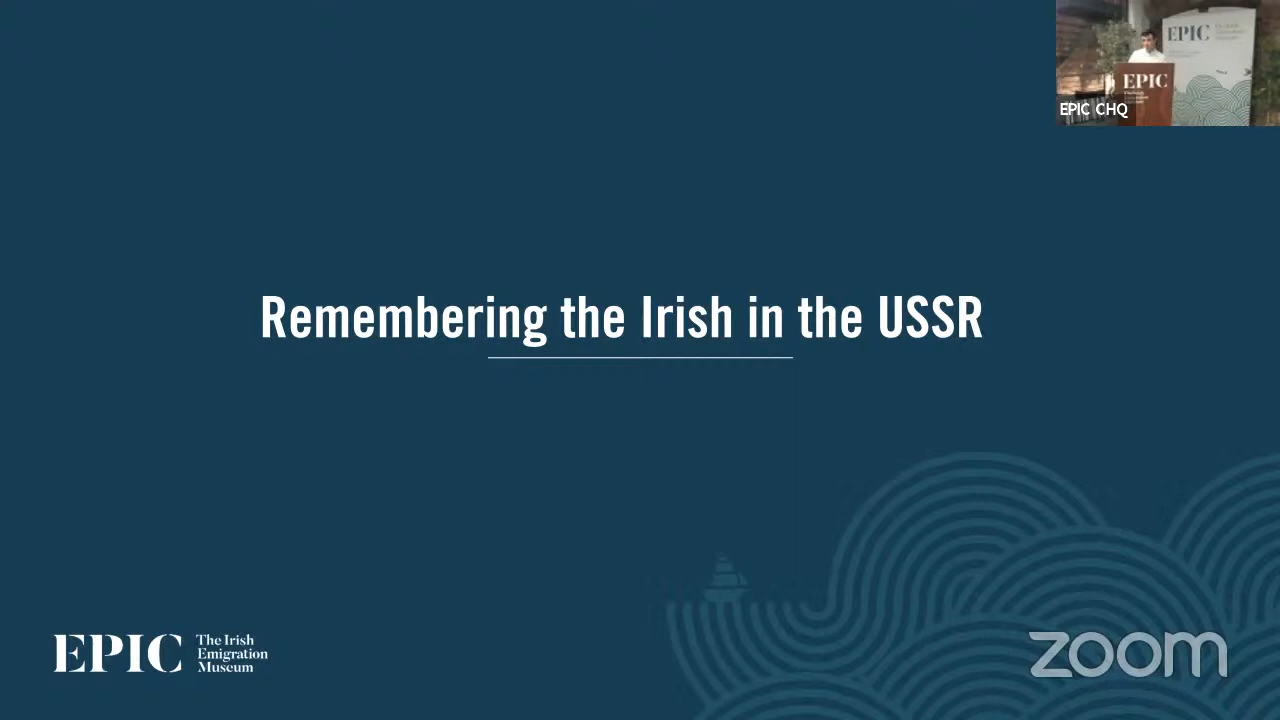 EPIC
EPIC
EPIC CHQ
Remembering the Irish in the USSR
EPIC
The Irish
Emigration
Museum
zoom